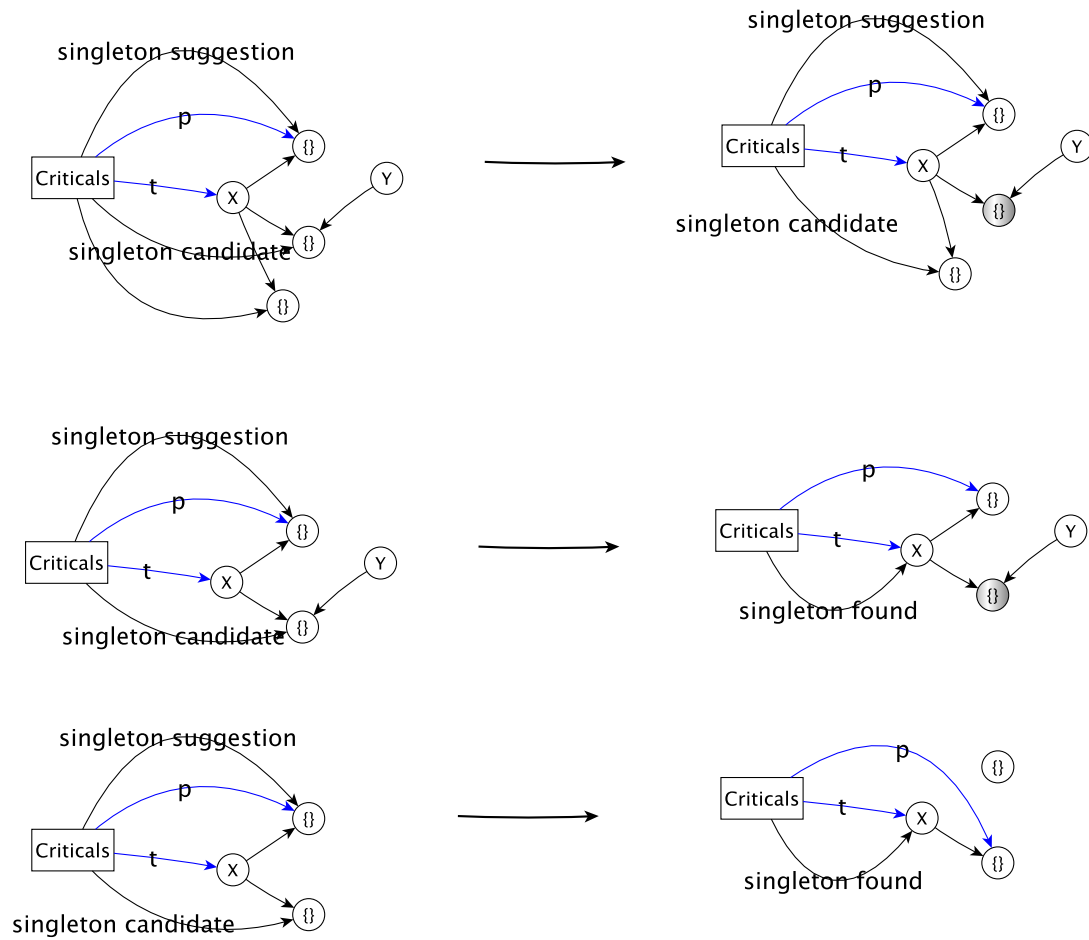 singleton suggestion
p
{}
Y
Criticals
t
X
{}
singleton candidate
{}
singleton suggestion
p
{}
Y
Criticals
t
X
{}
singleton candidate
{}
singleton suggestion
p
{}
Y
Criticals
t
X
{}
singleton candidate
p
{}
Y
Criticals
t
X
{}
singleton found
singleton suggestion
p
{}
Criticals
t
X
{}
singleton candidate
p
{}
Criticals
t
X
{}
singleton found